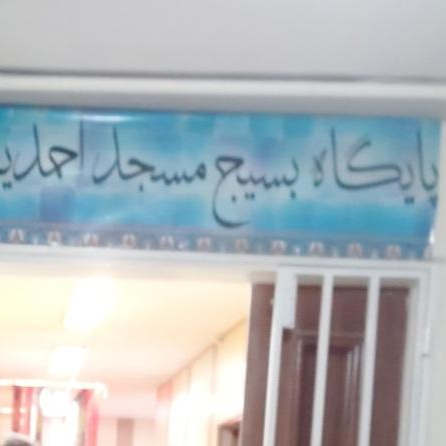 پایگاه بسیج مسجد احمدی